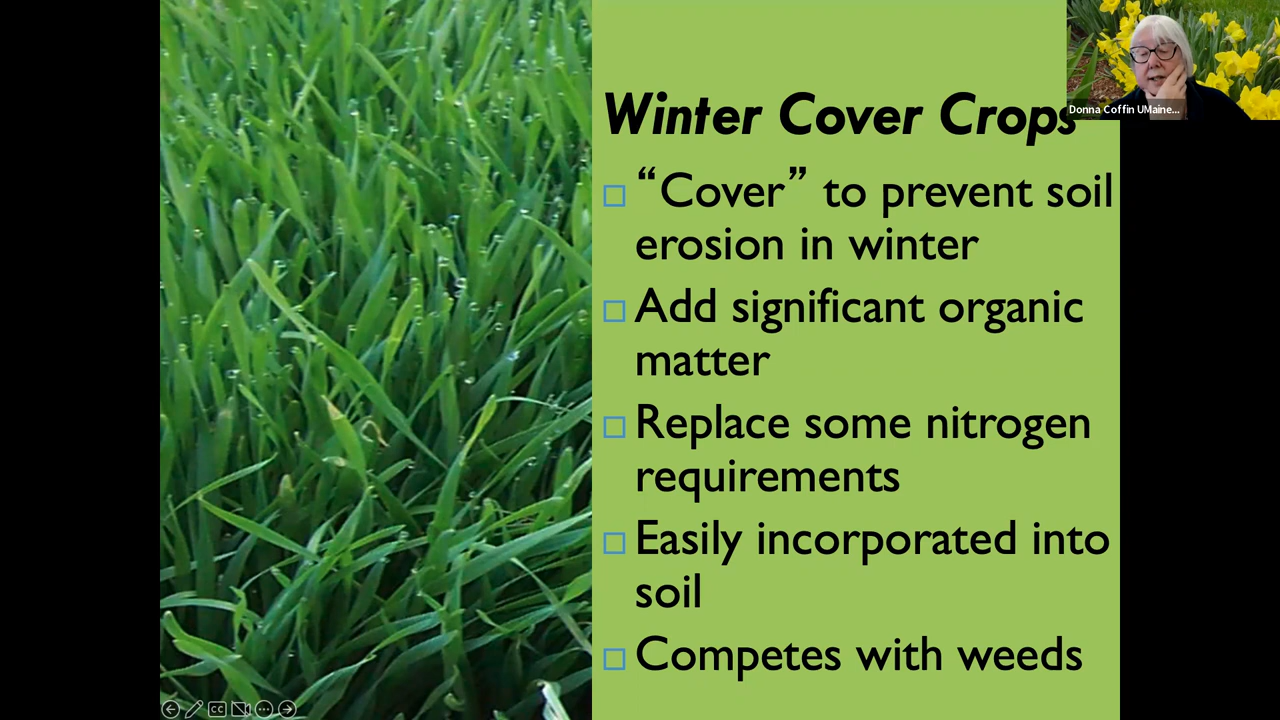 Winter Cover Crops
“Cover” to prevent soil
erosion in winter
Add significant organic
matter
Replace some nitrogen
requirements
Easily incorporated into
soil
Competes with weeds
Donna Coffin UMaine...
CC